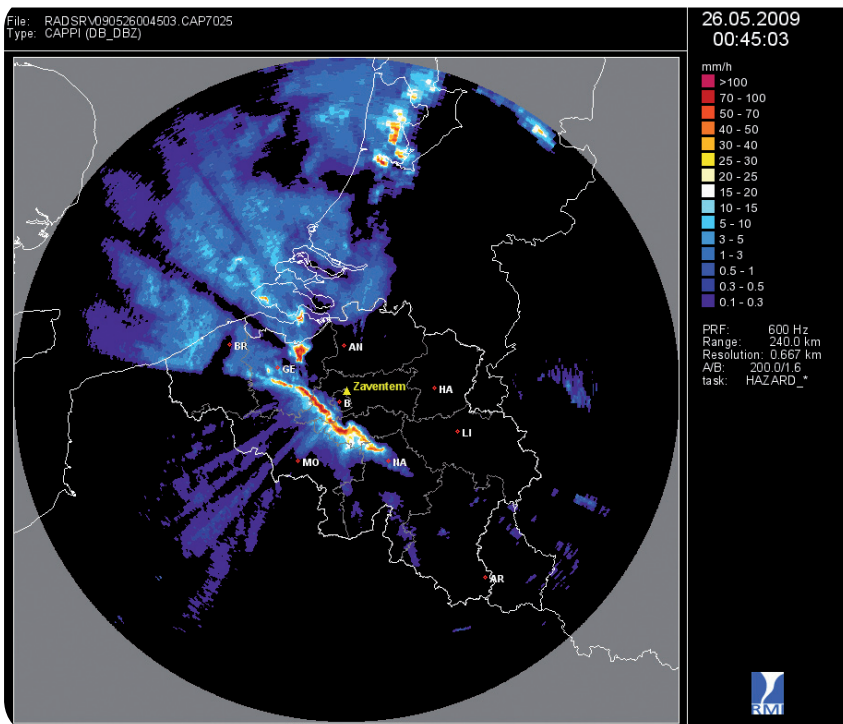 File: RADSRV090526004503.CAP7025
Type: CAPPI (DB_DBZ)
26.05.2009
00:45:03
mm/h
>100
70 - 100
50 - 70
40 - 50
30 - 40
25 - 30
20 - 25
15 - 20
10 - 15
5 - 10
3 - 5
1 - 3
0.5 - 1
0.3 - 0.5
0.1 - 0.3
PRF: 600 Hz
Range: 240.0 km
Resolution: 0.667 km
A/B: 200.0/1.6
task: HAZARD_*
BR
AN
GE
Zaventem
HA
B
LI
MO
NA
AR
RMI